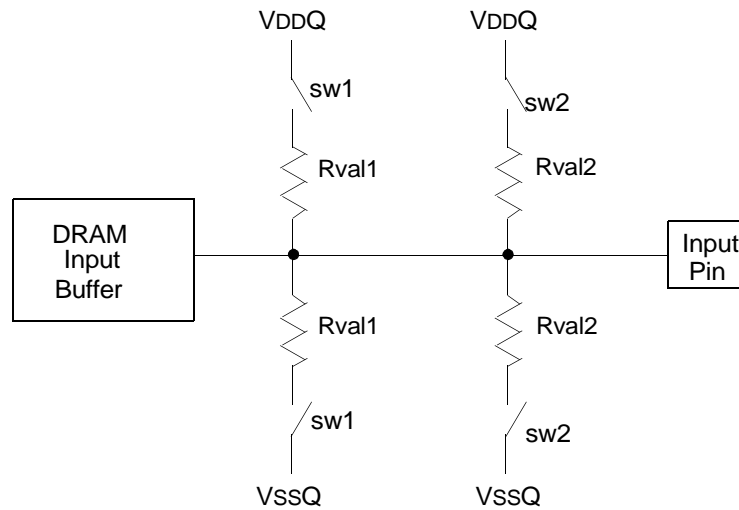 VDDQ
VDDQ
sw1
sw2
Rval1
Rval2
DRAM
Input
Buffer
Input
Pin
Rval1
Rval2
sw1
sw2
VSSQ
VSSQ